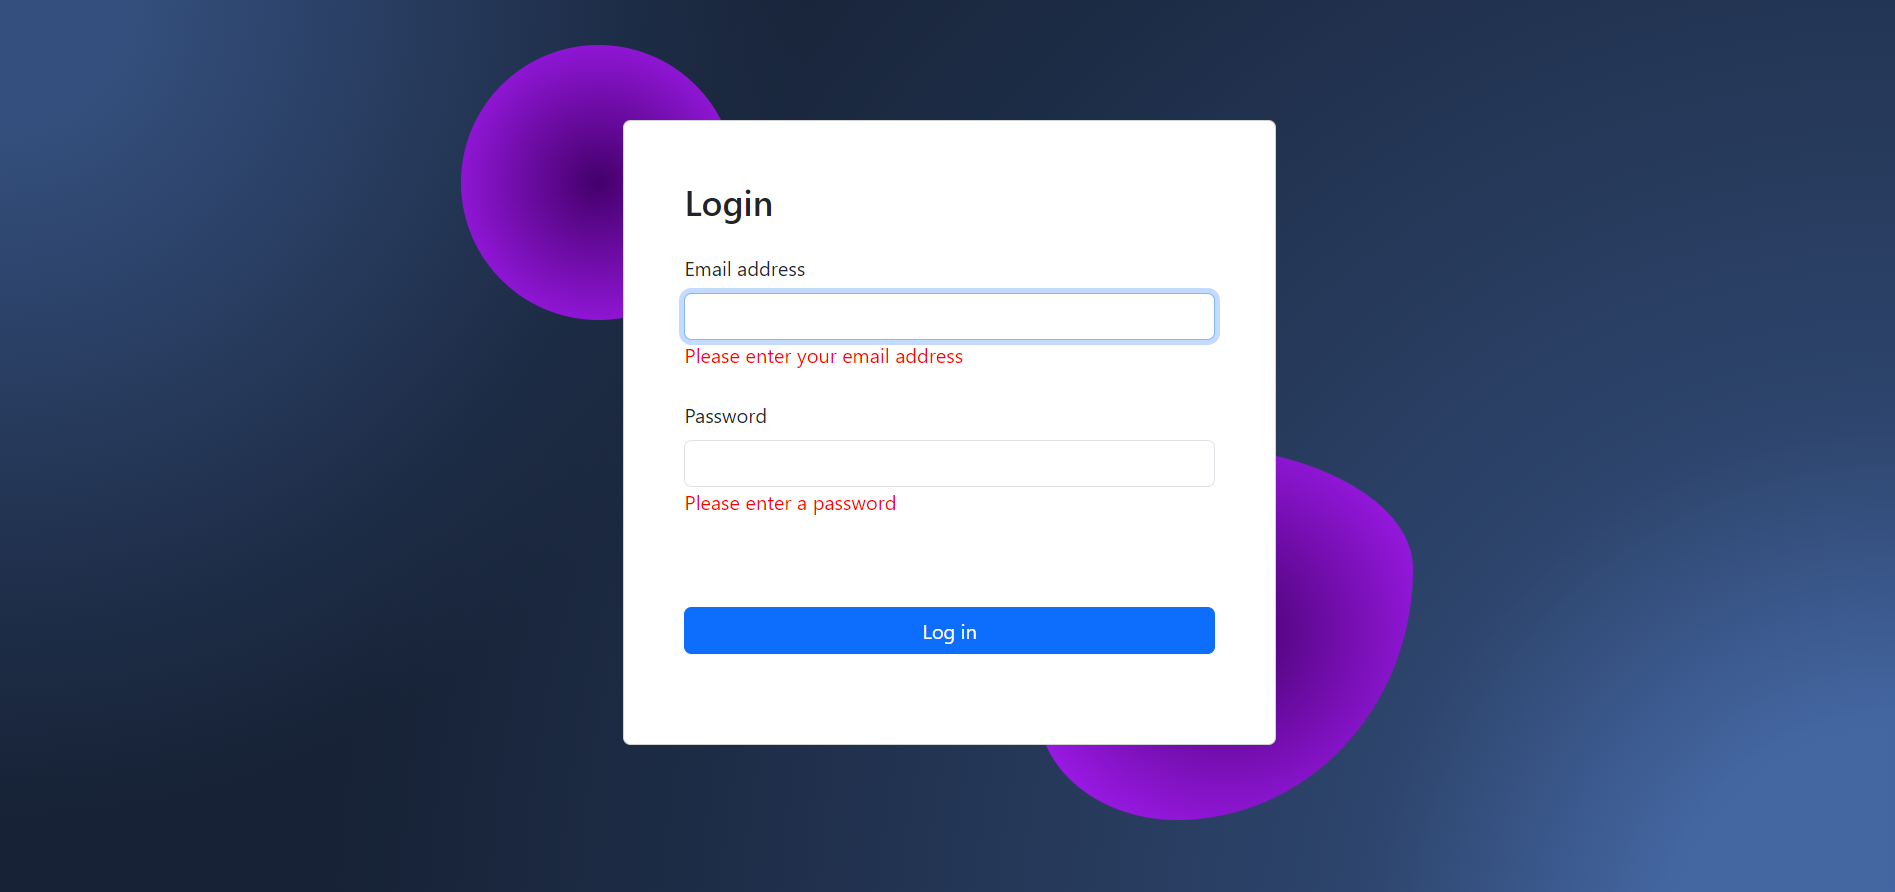 Login
Email address
Please enter your email address
Password
Please enter a password
Log in